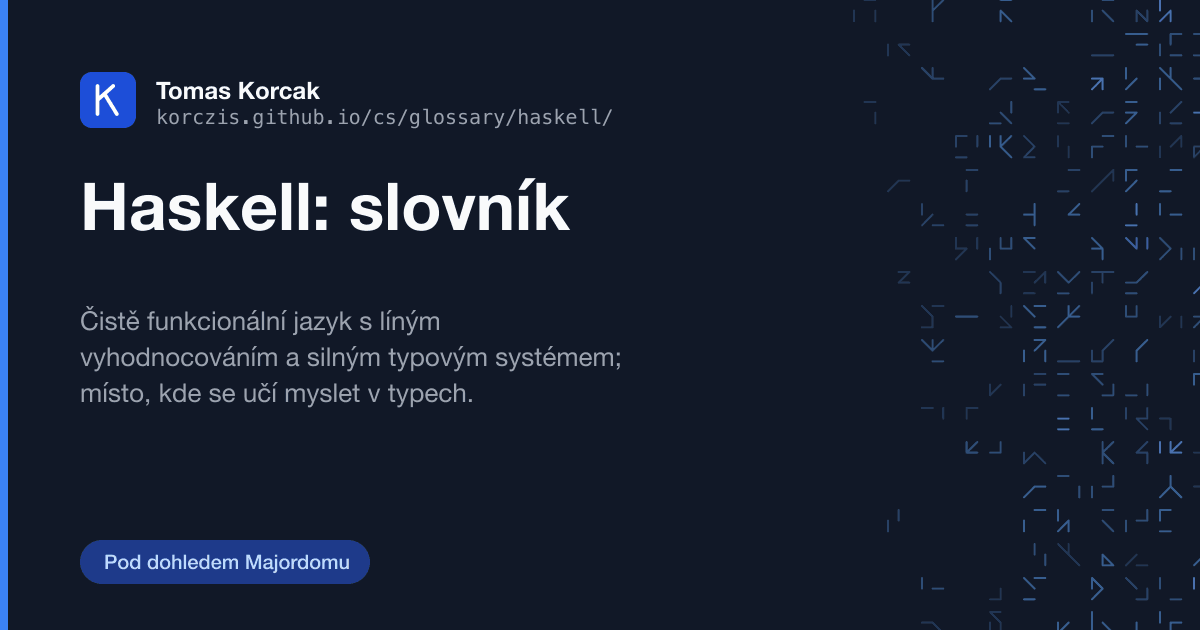 Tomas Korcak
korczis.github.io/cs/glossary/haskell/
Haskell: slovník
Čistě funkcionální jazyk s líným
vyhodnocováním a silným typovým systémem;
místo, kde se učí myslet v typech.
Pod dohledem Majordomu